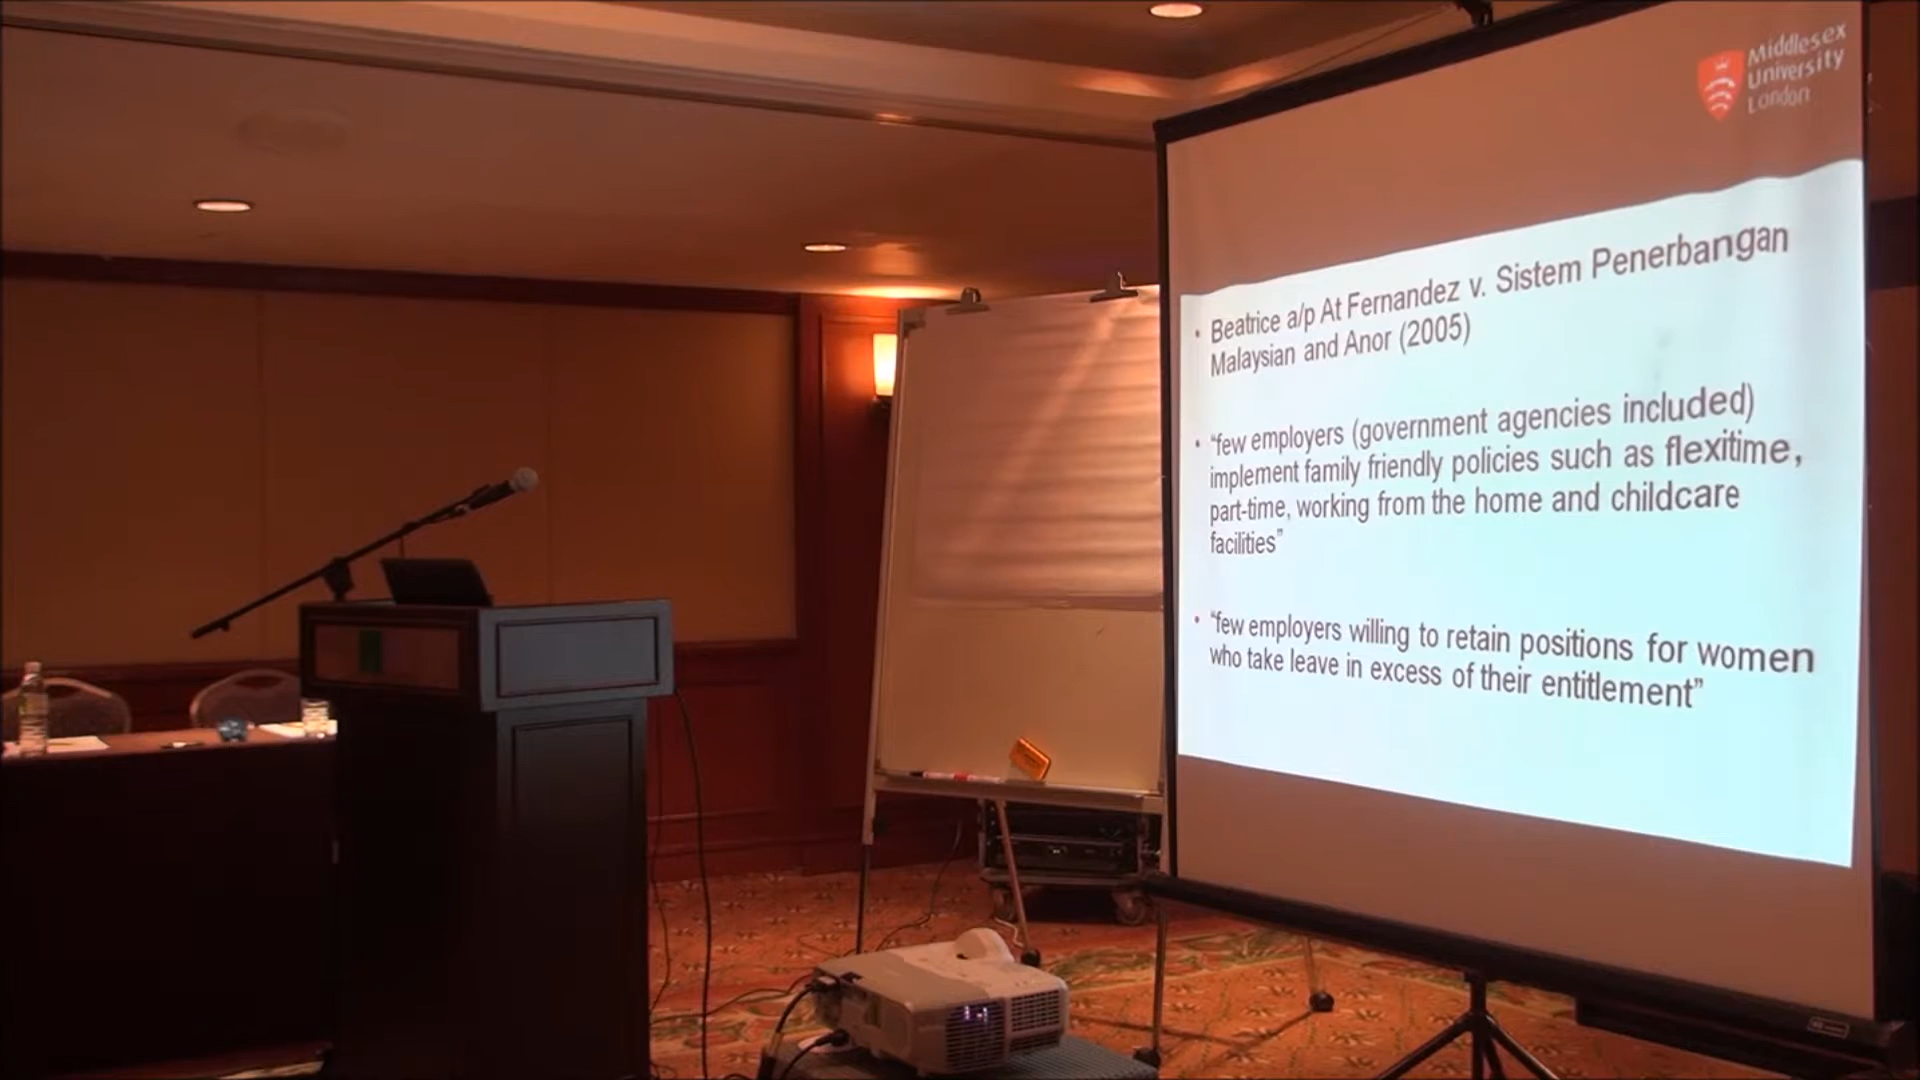 Middlesex
University
London
• Beatrice a/p At Fernandez v. Sistem Penerbangan
Malaysian and Anor (2005)
• “few employers (government agencies included)
implement family friendly policies such as flexitime,
part-time, working from the home and childcare
facilities”
• “few employers willing to retain positions for women
who take leave in excess of their entitlement”